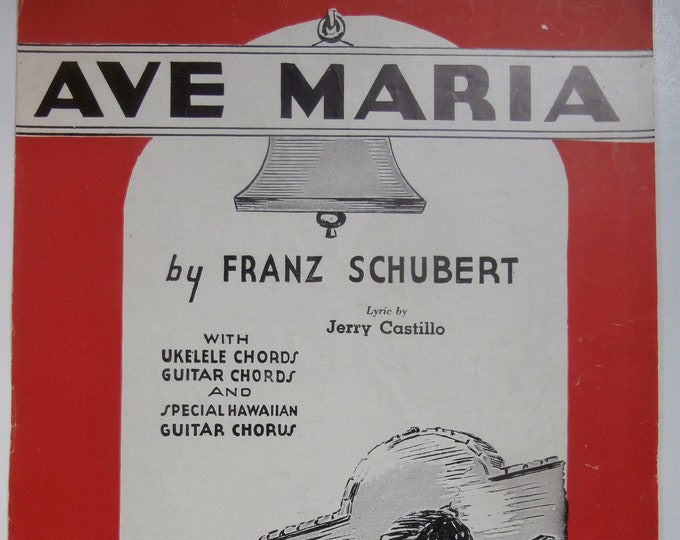 AVE MARIA
by FRANZ SCHUBERT
Lyric by
Jerry Castillo
WITH
UKELELE CHORDS
GUITAR CHORDS
AND
SPECIAL HAWAIIAN
GUITAR CHORUS